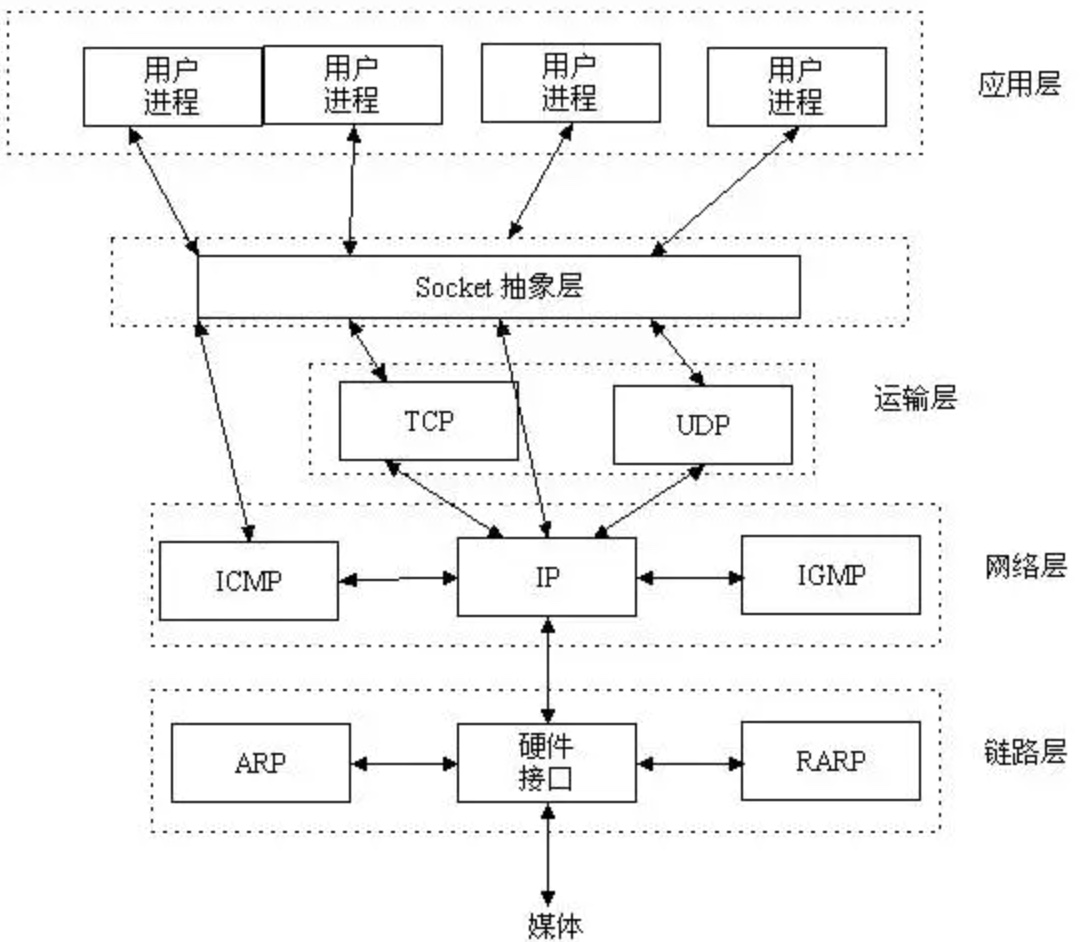 用户
进程
用户
进程
用户
进程
用户
进程
应用层
Socket 抽象层
TCP
UDP
运输层
ICMP
IP
IGMP
网络层
ARP
硬件
接口
RARP
链路层
媒体